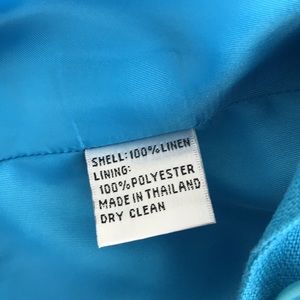 SHELL:100%LINEN
LINING:
100%POLYESTER
MADE IN THAILAND
DRY CLEAN